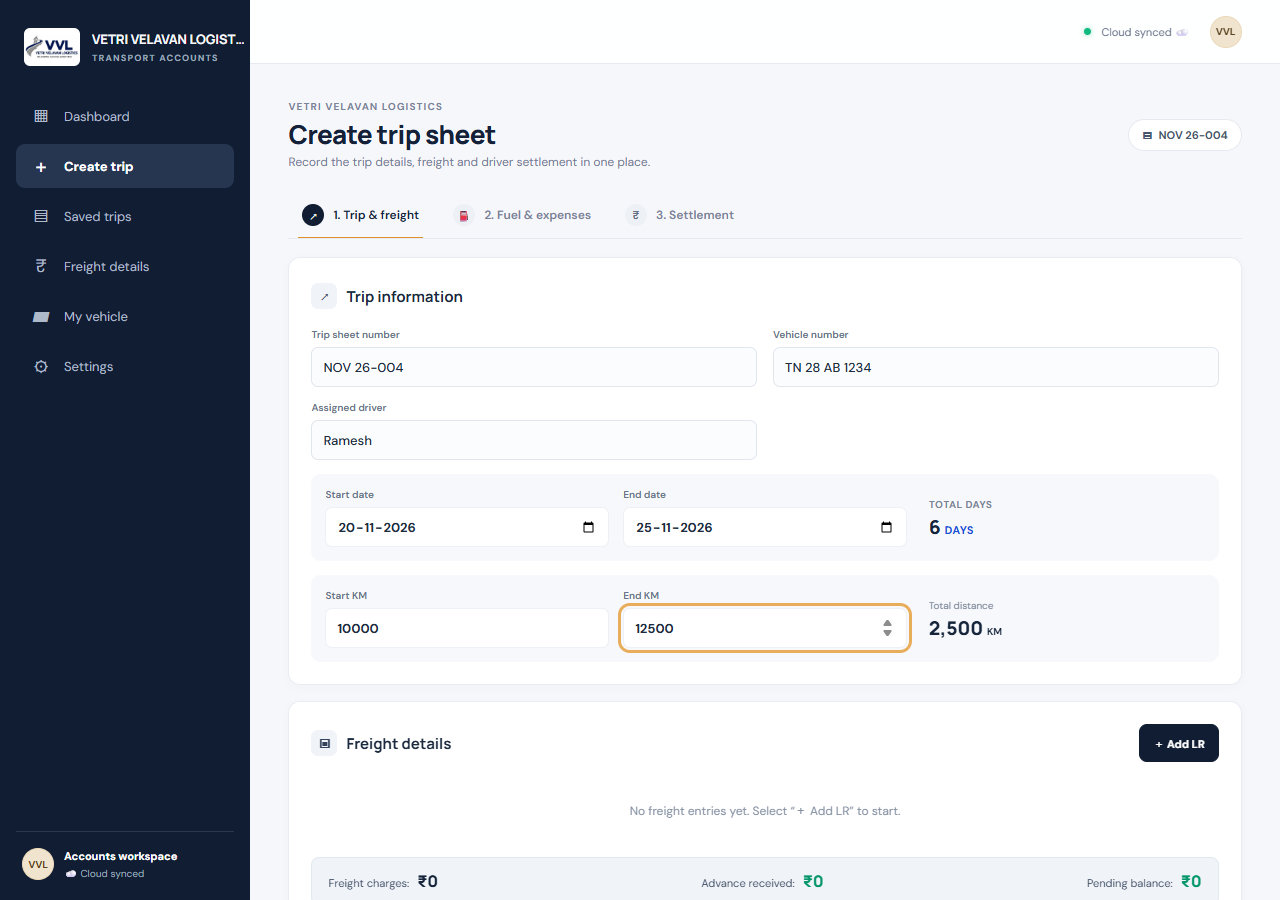 VVL
VETRI VELAVAN LOGISTICS
VETRI VELAVAN LOGIST...
TRANSPORT ACCOUNTS
Dashboard
+ Create trip
Saved trips
₹ Freight details
My vehicle
Settings
VVL
Accounts workspace
Cloud synced
Cloud synced
VVL
VETRI VELAVAN LOGISTICS
Create trip sheet
NOV 26-004
Record the trip details, freight and driver settlement in one place.
1. Trip & freight
2. Fuel & expenses
₹ 3. Settlement
Trip information
Trip sheet number
Vehicle number
NOV 26-004
TN 28 AB 1234
Assigned driver
Ramesh
Start date
End date
TOTAL DAYS
20-11-2026
25-11-2026
6 DAYS
Start KM
End KM
Total distance
10000
12500
2,500 KM
Freight details
+ Add LR
No freight entries yet. Select “+ Add LR” to start.
Freight charges: ₹0
Advance received: ₹0
Pending balance: ₹0